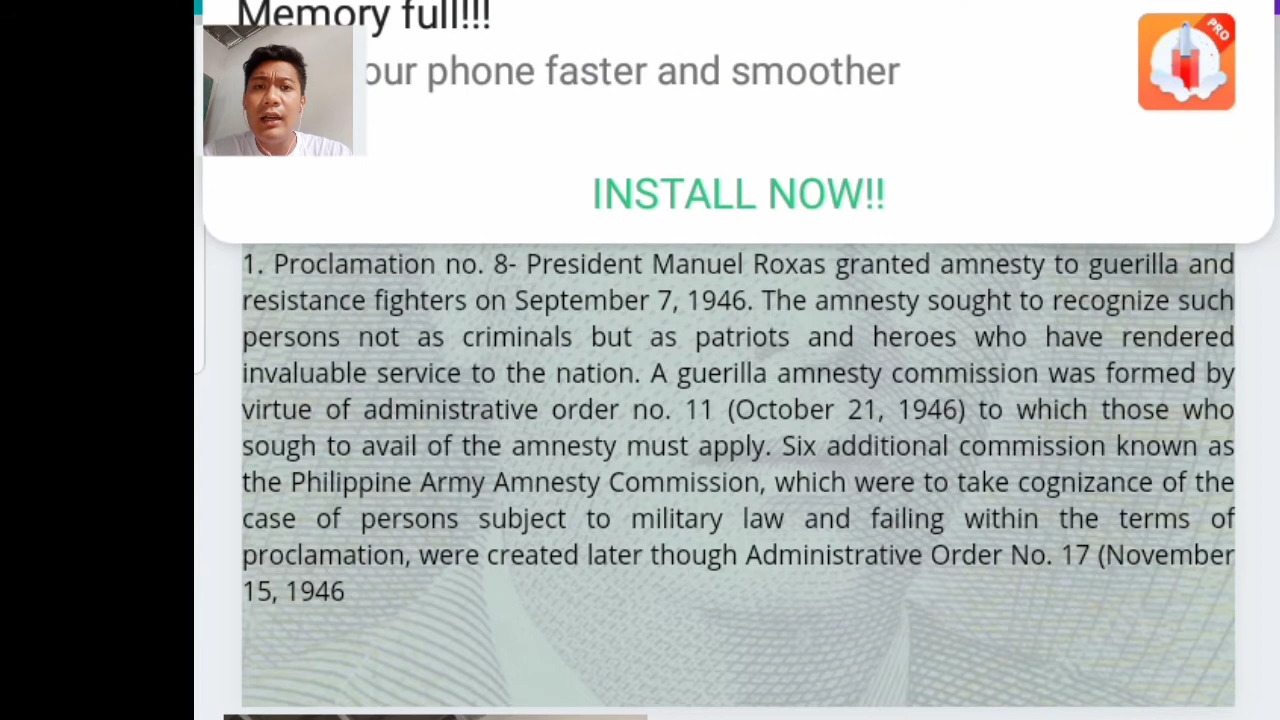 Memory full!!!
our phone faster and smoother
PRO
INSTALL NOW!!
1. Proclamation no. 8- President Manuel Roxas granted amnesty to guerilla and
resistance fighters on September 7, 1946. The amnesty sought to recognize such
persons not as criminals but as patriots and heroes who have rendered
invaluable service to the nation. A guerilla amnesty commission was formed by
virtue of administrative order no. 11 (October 21, 1946) to which those who
sough to avail of the amnesty must apply. Six additional commission known as
the Philippine Army Amnesty Commission, which were to take cognizance of the
case of persons subject to military law and failing within the terms of
proclamation, were created later though Administrative Order No. 17 (November
15, 1946